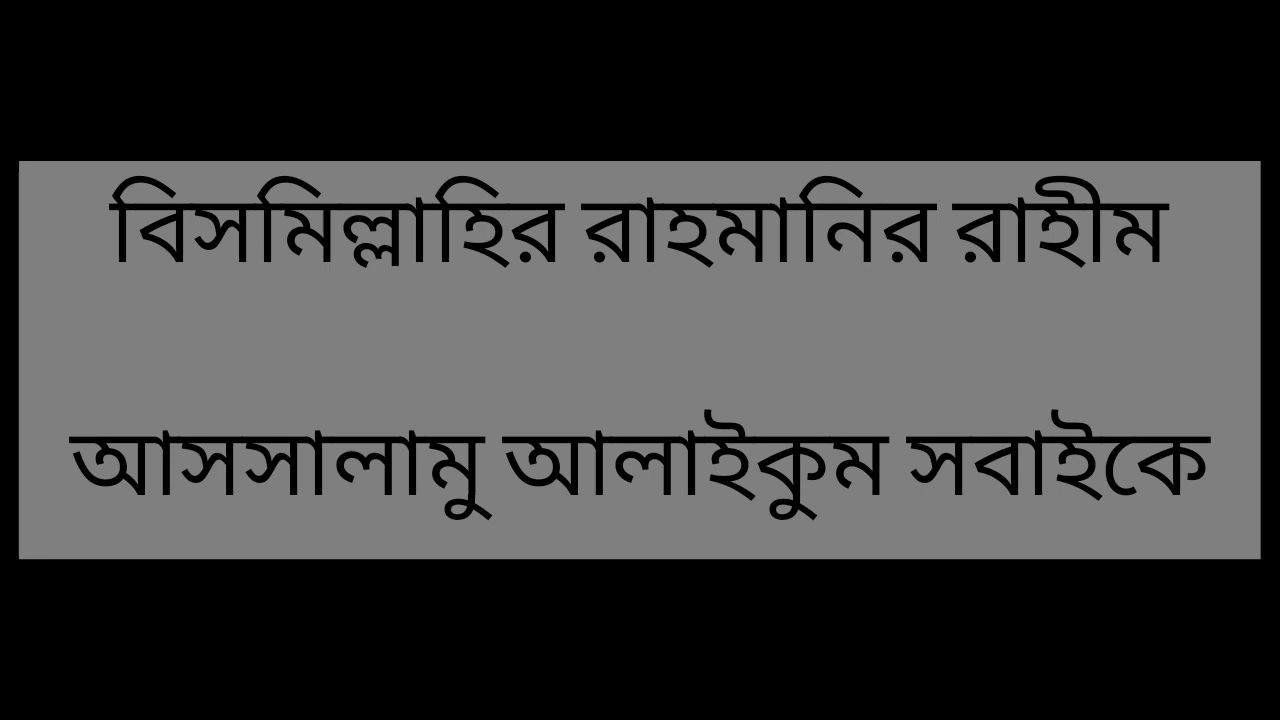 বিসমিল্লাহির রাহমানির রাহীম
আসসালামু আলাইকুম সবাইকে